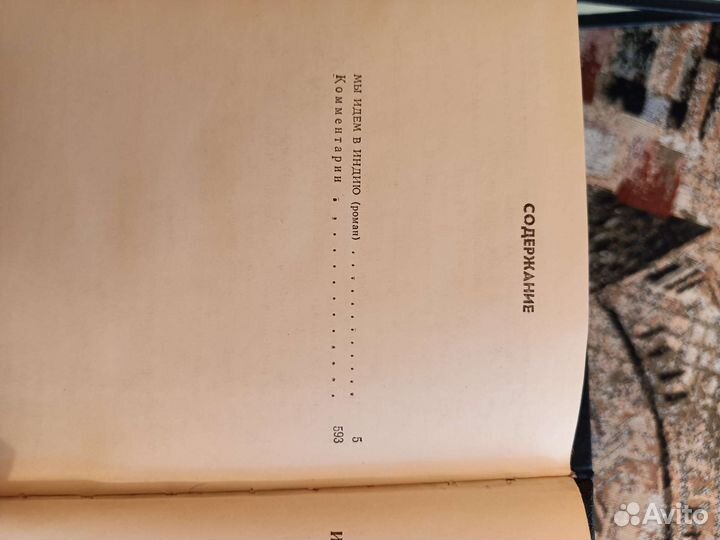 СОДЕРЖАНИЕ
МЫ ИДЕМ В ИНДИЮ (роман) . . . . . . . . . . . . 5
Комментарии . . . . . . . . . . . . 593
И
Avito